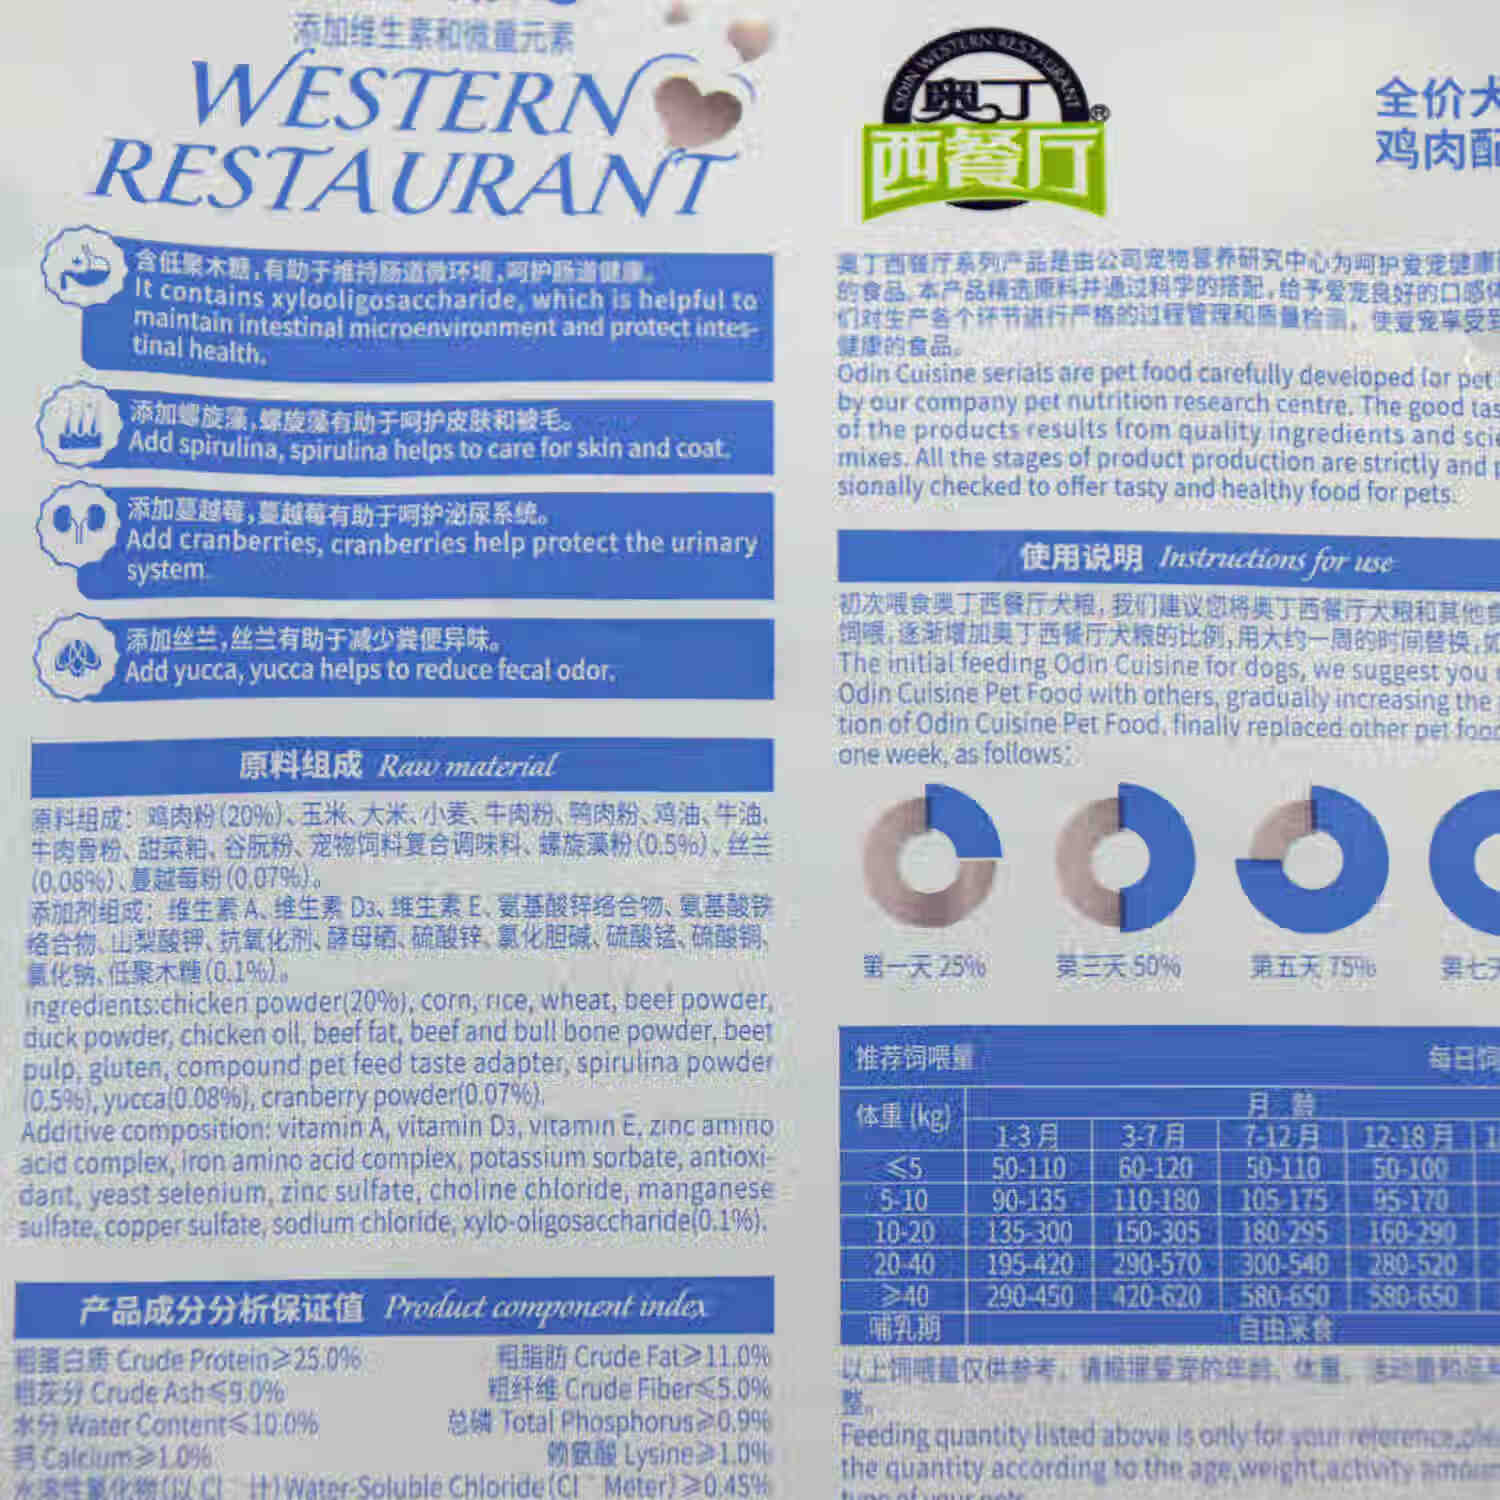 添加维生素和微量元素
WESTERN
RESTAURANT
含低聚木糖,有助于维持肠道微环境,呵护肠道健康。
It contains xylooligosaccharide, which is helpful to
maintain intestinal microenvironment and protect intes-
tinal health.
添加螺旋藻,螺旋藻有助于呵护皮肤和被毛。
Add spirulina, spirulina helps to care for skin and coat.
添加蔓越莓,蔓越莓有助于呵护泌尿系统。
Add cranberries, cranberries help protect the urinary
system.
添加丝兰,丝兰有助于减少粪便异味。
Add yucca, yucca helps to reduce fecal odor.
原料组成 Raw material
原料组成：鸡肉粉(20%)、玉米、大米、小麦、牛肉粉、鸭肉粉、鸡油、牛油、
牛肉骨粉、甜菜粕、谷朊粉、宠物饲料复合调味料、螺旋藻粉(0.5%)、丝兰
(0.08%)、蔓越莓粉(0.07%)。
添加剂组成：维生素 A、维生素 D3、维生素 E、氨基酸锌络合物、氨基酸铁
络合物、山梨酸钾、抗氧化剂、酵母硒、硫酸锌、氯化胆碱、硫酸锰、硫酸铜、
氯化钠、低聚木糖(0.1%)。
Ingredients:chicken powder(20%), corn, rice, wheat, beef powder,
duck powder, chicken oil, beef fat, beef and bull bone powder, beet
pulp, gluten, compound pet feed taste adapter, spirulina powder
(0.5%), yucca(0.08%), cranberry powder(0.07%).
Additive composition: vitamin A, vitamin D3, vitamin E, zinc amino
acid complex, iron amino acid complex, potassium sorbate, antioxi-
dant, yeast selenium, zinc sulfate, choline chloride, manganese
sulfate, copper sulfate, sodium chloride, xylo-oligosaccharide(0.1%).
产品成分分析保证值 Product component index
粗蛋白质 Crude Protein≥25.0% 粗脂肪 Crude Fat≥11.0%
粗灰分 Crude Ash≤9.0% 粗纤维 Crude Fiber≤5.0%
水分 Water Content≤10.0% 总磷 Total Phosphorus≥0.9%
钙 Calcium≥1.0% 赖氨酸 Lysine≥1.0%
水溶性氯化物(以 Cl⁻ 计)Water-Soluble Chloride(Cl⁻ Meter)≥0.45%
ODIN WESTERN RESTAURANT
奥丁®
西餐厅
全价犬
鸡肉配
奥丁西餐厅系列产品是由公司宠物营养研究中心为呵护爱宠健康
的食品,本产品精选原料并通过科学的搭配,给予爱宠良好的口感体
们对生产各个环节进行严格的过程管理和质量检测，使爱宠享受
健康的食品。
Odin Cuisine serials are pet food carefully developed for pet
by our company pet nutrition research centre. The good tas
of the products results from quality ingredients and scie
mixes. All the stages of product production are strictly and p
sionally checked to offer tasty and healthy food for pets.
使用说明 Instructions for use
初次喂食奥丁西餐厅犬粮，我们建议您将奥丁西餐厅犬粮和其他食
饲喂,逐渐增加奥丁西餐厅犬粮的比例,用大约一周的时间替换,如
The initial feeding Odin Cuisine for dogs, we suggest you
Odin Cuisine Pet Food with others, gradually increasing the
tion of Odin Cuisine Pet Food, finally replaced other pet food
one week, as follows:
第一天 25% 第三天 50% 第五天 75% 第七天
推荐饲喂量 每日饲
体重 (kg) 月 龄
1-3月 3-7月 7-12月 12-18月 1
≤5 50-110 60-120 50-110 50-100
5-10 90-135 110-180 105-175 95-170
10-20 135-300 150-305 180-295 160-290
20-40 195-420 290-570 300-540 280-520
≥40 290-450 420-620 580-650 580-650
哺乳期 自由采食
以上饲喂量仅供参考，请根据爱宠的年龄、体重、活动量和品
整。
Feeding quantity listed above is only for your reference,ple
the quantity according to the age,weight,activity amoun
type of your pets